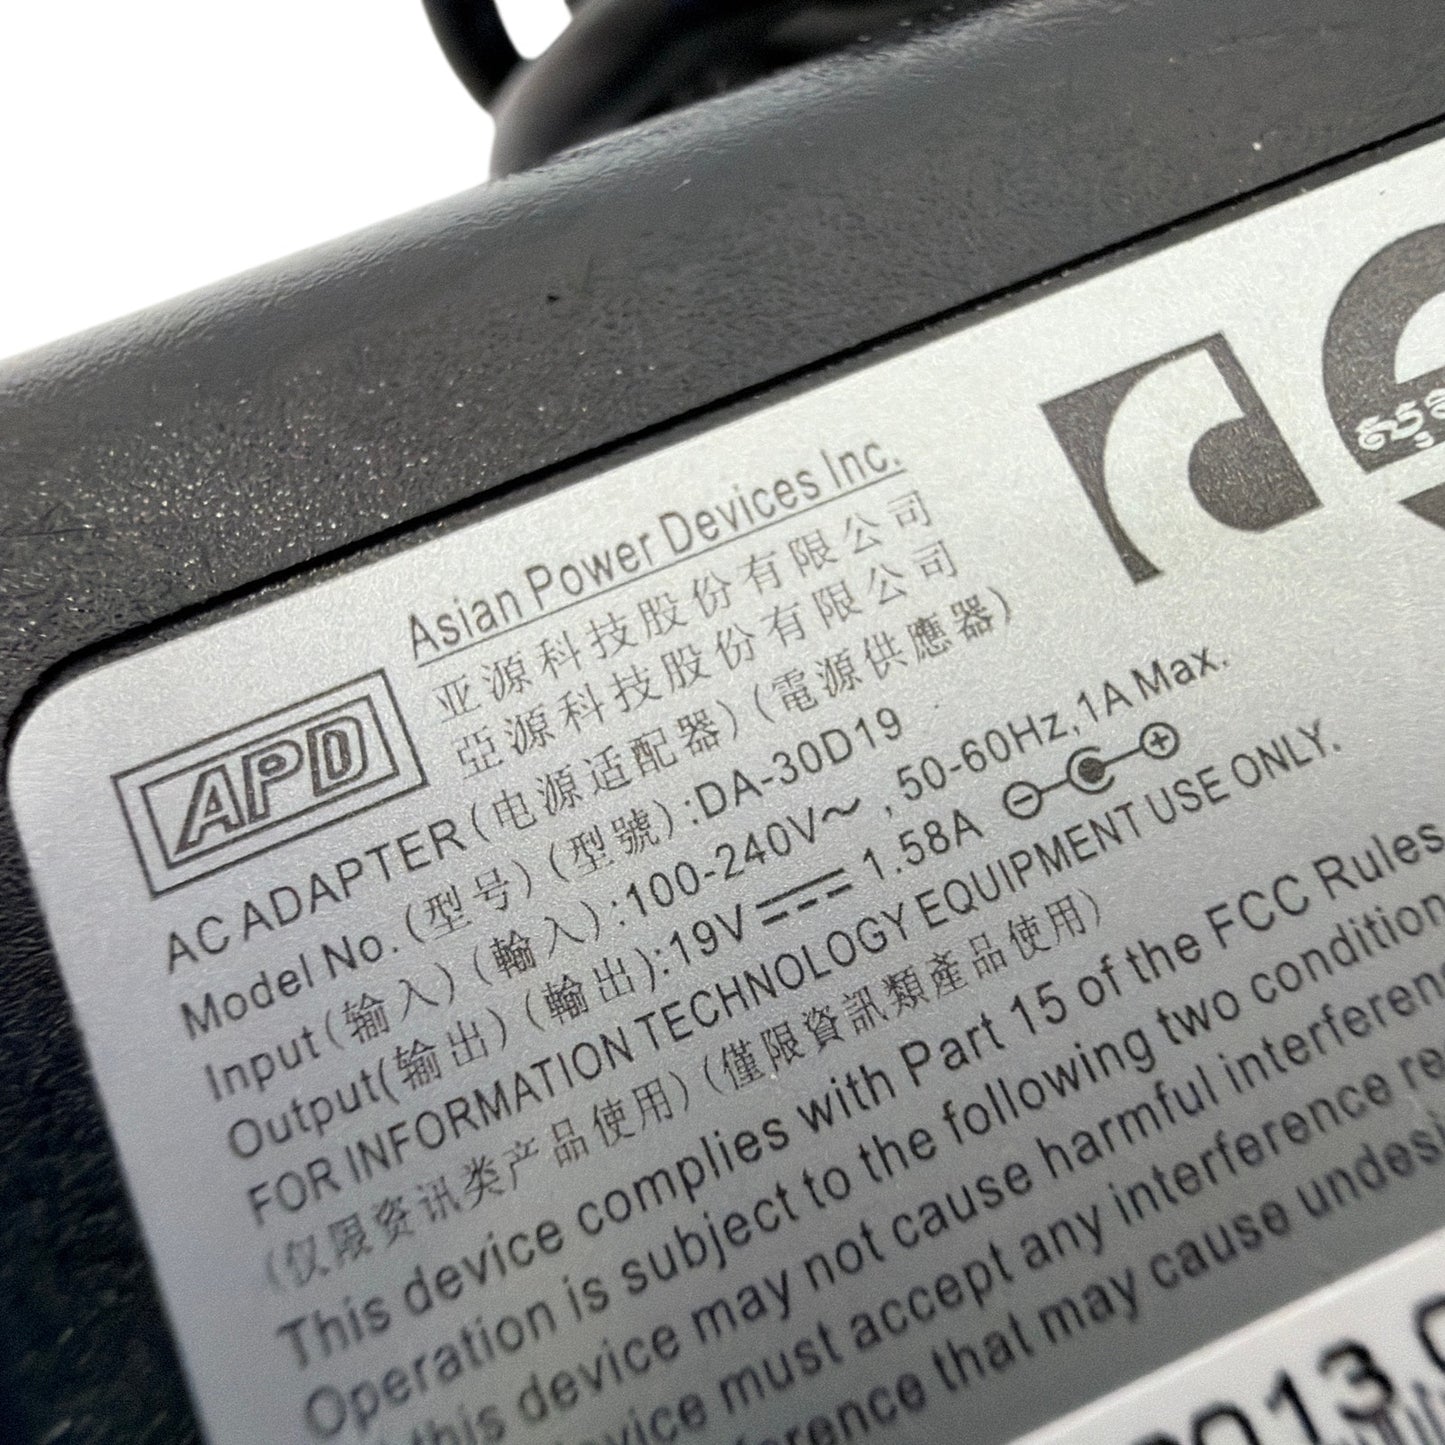 Asian Power Devices Inc.
亚源科技股份有限公司
亞源科技股份有限公司
APD
AC ADAPTER(电源适配器)(電源供應器)
Model No.(型号)(型號):DA-30D19
Input(输入)(輸入):100-240V～, 50-60Hz,1A Max.
Output(输出)(輸出):19V⎓1.58A
FOR INFORMATION TECHNOLOGY EQUIPMENT USE ONLY.
(仅限资讯类产品使用)(僅限資訊類產品使用)
This device complies with Part 15 of the FCC Rules
Operation is subject to the following two condition
this device may not cause harmful interferen
vice must accept any interference re
erence that may cause undesi
2013.